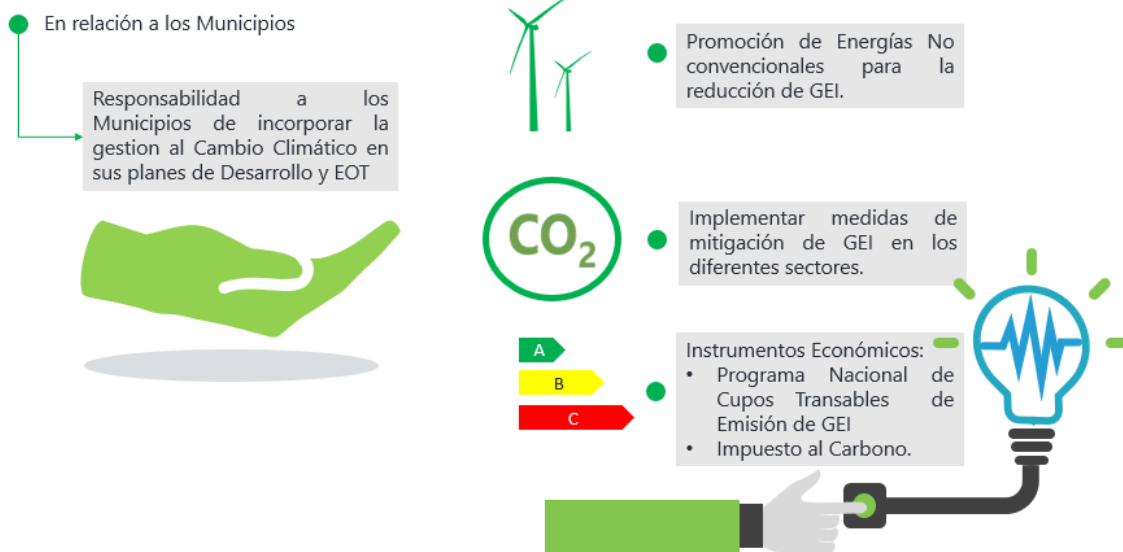 En relación a los Municipios
Responsabilidad a los
Municipios de incorporar la
gestion al Cambio Climático en
sus planes de Desarrollo y EOT
Promoción de Energías No
convencionales para la
reducción de GEI.
CO2
Implementar medidas de
mitigación de GEI en los
diferentes sectores.
A
B
C
Instrumentos Económicos:
• Programa Nacional de
Cupos Transables de
Emisión de GEI
• Impuesto al Carbono.